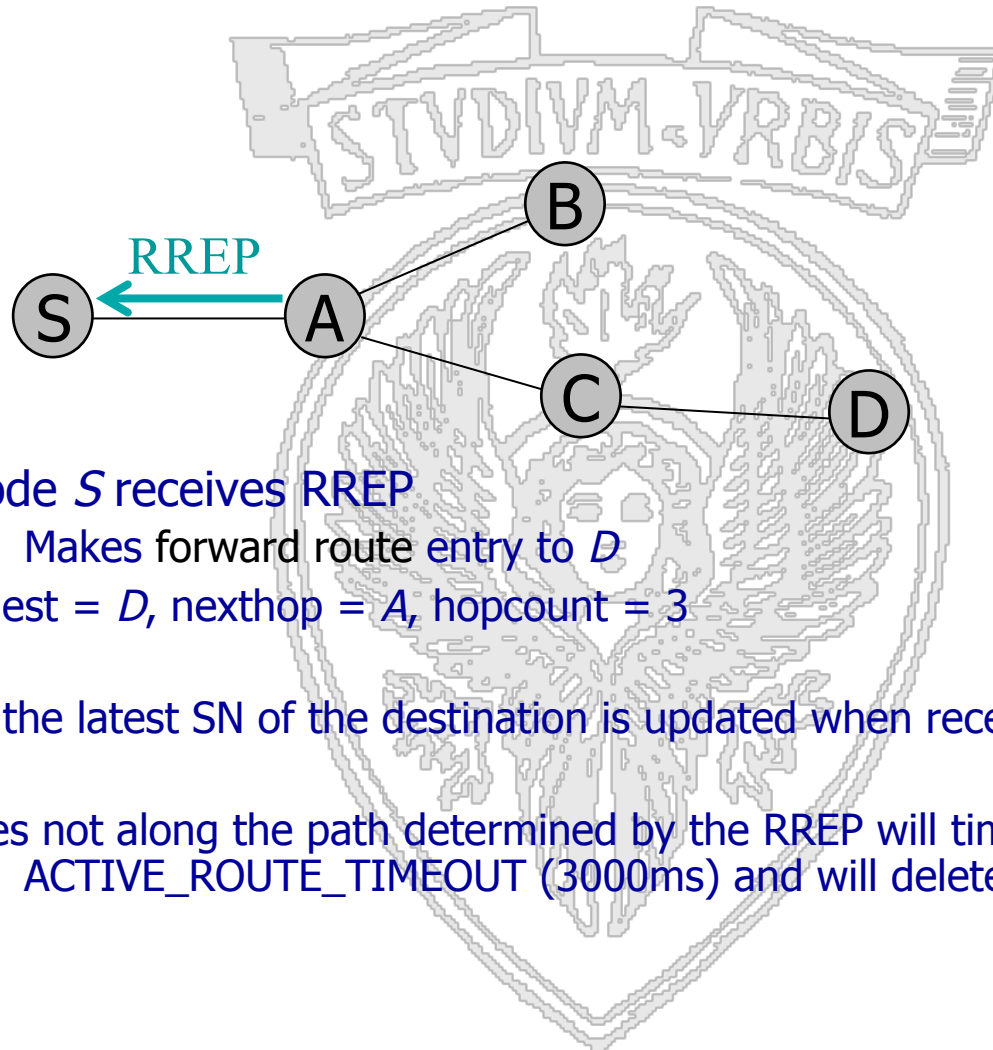 STVDIVM VRBIS
B
RREP
S
A
C
D
ode S receives RREP
Makes forward route entry to D
est = D, nexthop = A, hopcount = 3
the latest SN of the destination is updated when rece
es not along the path determined by the RREP will tim
ACTIVE_ROUTE_TIMEOUT (3000ms) and will delete